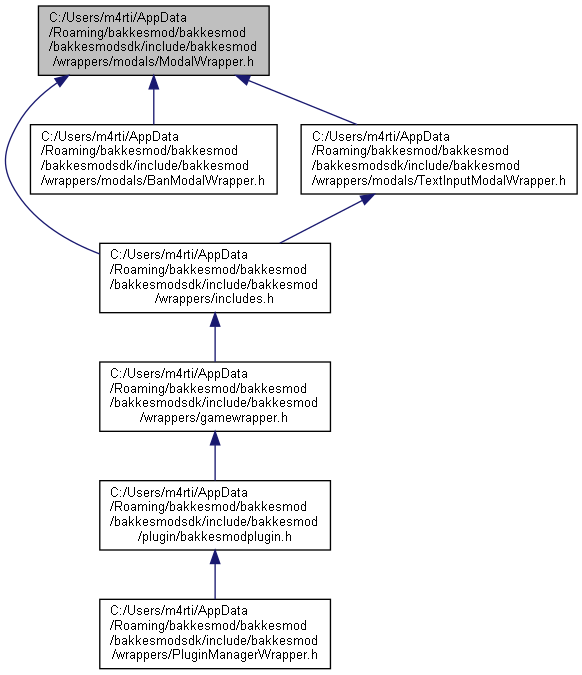 C:/Users/m4rti/AppData
/Roaming/bakkesmod/bakkesmod
/bakkesmodsdk/include/bakkesmod
/wrappers/modals/ModalWrapper.h
C:/Users/m4rti/AppData
/Roaming/bakkesmod/bakkesmod
/bakkesmodsdk/include/bakkesmod
/wrappers/modals/BanModalWrapper.h
C:/Users/m4rti/AppData
/Roaming/bakkesmod/bakkesmod
/bakkesmodsdk/include/bakkesmod
/wrappers/modals/TextInputModalWrapper.h
C:/Users/m4rti/AppData
/Roaming/bakkesmod/bakkesmod
/bakkesmodsdk/include/bakkesmod
/wrappers/includes.h
C:/Users/m4rti/AppData
/Roaming/bakkesmod/bakkesmod
/bakkesmodsdk/include/bakkesmod
/wrappers/gamewrapper.h
C:/Users/m4rti/AppData
/Roaming/bakkesmod/bakkesmod
/bakkesmodsdk/include/bakkesmod
/plugin/bakkesmodplugin.h
C:/Users/m4rti/AppData
/Roaming/bakkesmod/bakkesmod
/bakkesmodsdk/include/bakkesmod
/wrappers/PluginManagerWrapper.h